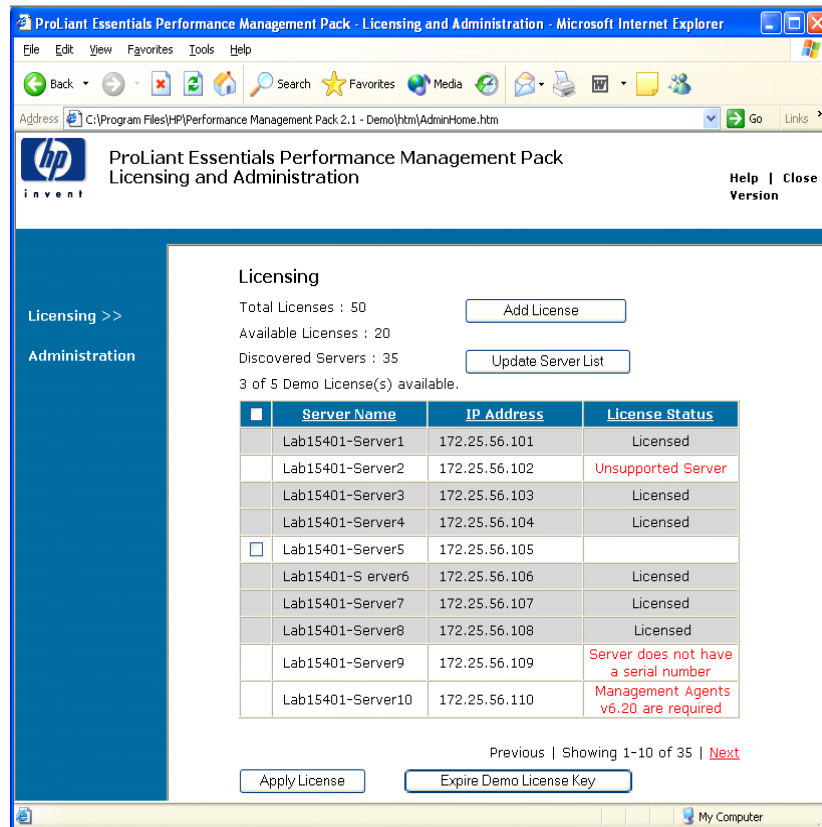 ProLiant Essentials Performance Management Pack - Licensing and Administration - Microsoft Internet Explorer
File Edit View Favorites Tools Help
Back Search Favorites Media
Address C:\Program Files\HP\Performance Management Pack 2.1 - Demo\htm\AdminHome.htm Go Links
hp
invent
ProLiant Essentials Performance Management Pack
Licensing and Administration
Help | Close
Version
Licensing >>
Administration
Licensing
Total Licenses : 50
Add License
Available Licenses : 20
Discovered Servers : 35
Update Server List
3 of 5 Demo License(s) available.
Server Name IP Address License Status
Lab15401-Server1 172.25.56.101 Licensed
Lab15401-Server2 172.25.56.102 Unsupported Server
Lab15401-Server3 172.25.56.103 Licensed
Lab15401-Server4 172.25.56.104 Licensed
Lab15401-Server5 172.25.56.105
Lab15401-S erver6 172.25.56.106 Licensed
Lab15401-Server7 172.25.56.107 Licensed
Lab15401-Server8 172.25.56.108 Licensed
Lab15401-Server9 172.25.56.109 Server does not have
a serial number
Lab15401-Server10 172.25.56.110 Management Agents
v6.20 are required
Previous | Showing 1-10 of 35 | Next
Apply License Expire Demo License Key
My Computer